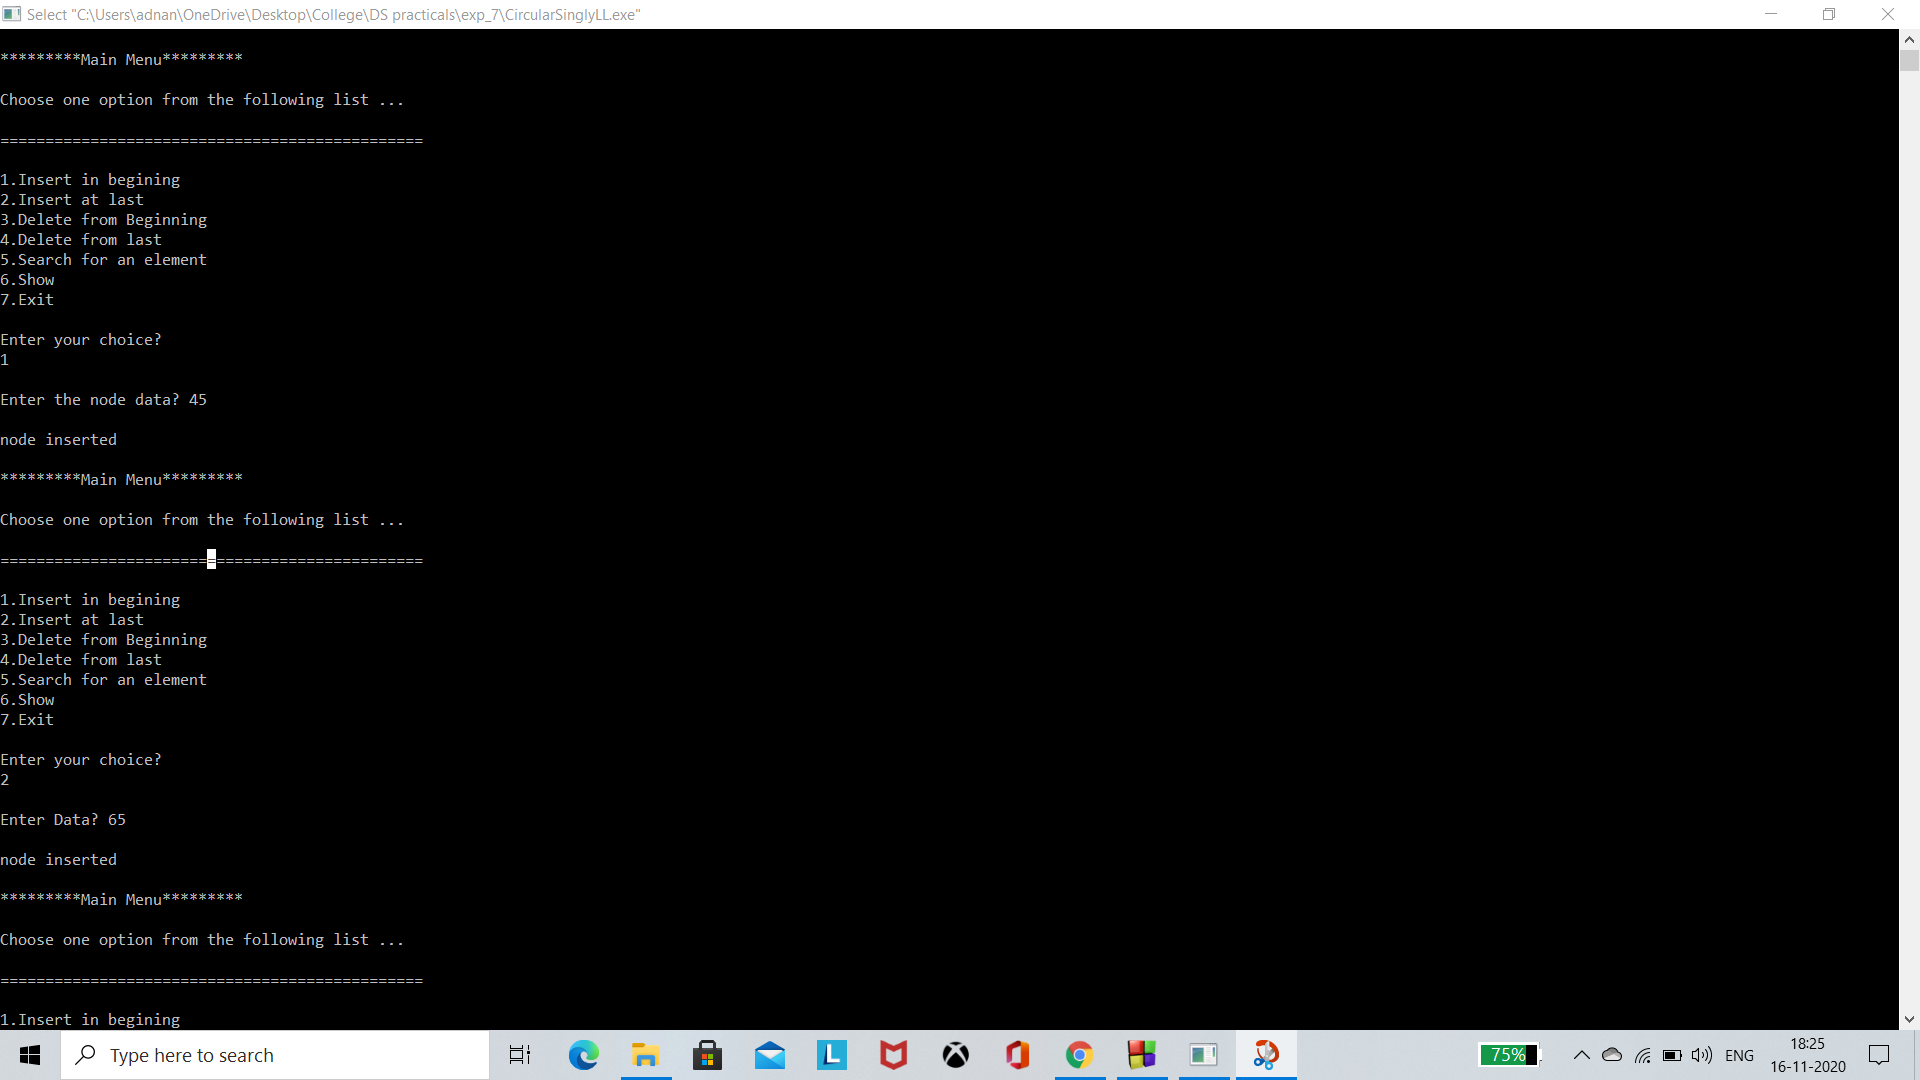 Select "C:\Users\adnan\OneDrive\Desktop\College\DS practicals\exp_7\CircularSinglyLL.exe"
*********Main Menu*********
Choose one option from the following list ...
===============================================
1.Insert in begining
2.Insert at last
3.Delete from Beginning
4.Delete from last
5.Search for an element
6.Show
7.Exit
Enter your choice?
1
Enter the node data? 45
node inserted
*********Main Menu*********
Choose one option from the following list ...
===============================================
1.Insert in begining
2.Insert at last
3.Delete from Beginning
4.Delete from last
5.Search for an element
6.Show
7.Exit
Enter your choice?
2
Enter Data? 65
node inserted
*********Main Menu*********
Choose one option from the following list ...
===============================================
1.Insert in begining
Type here to search
L
75%
ENG
18:25
16-11-2020